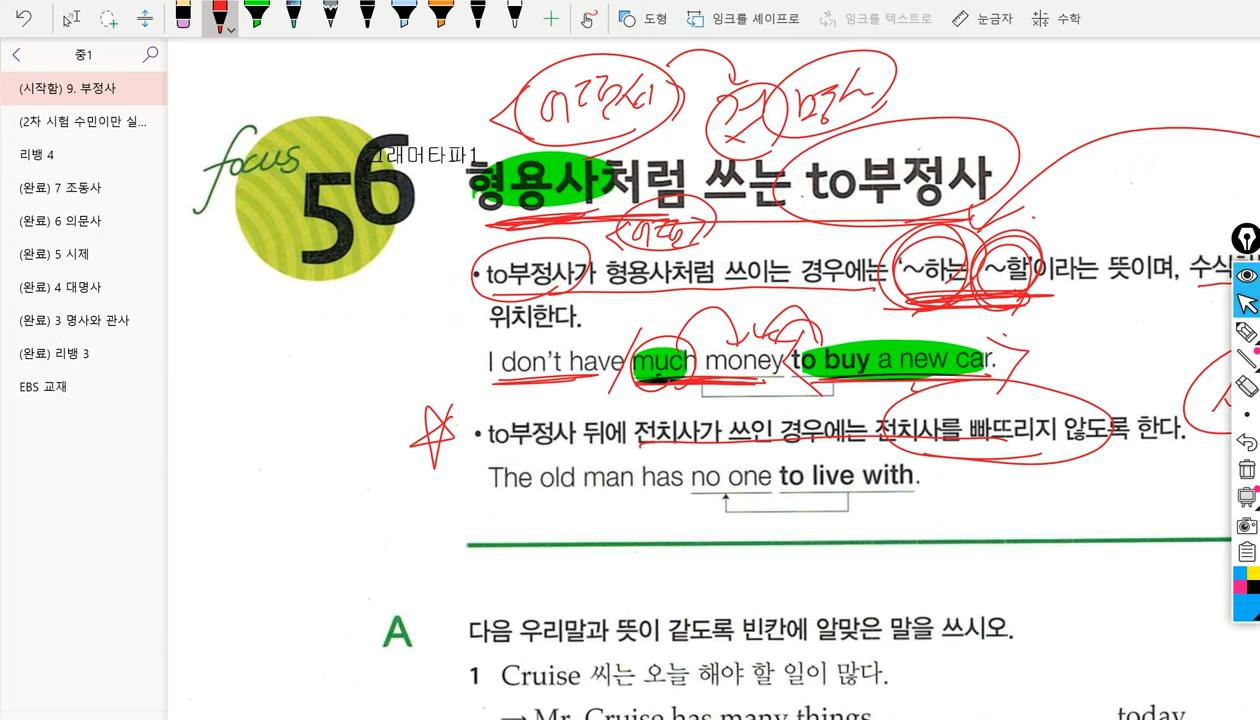 도형
잉크를 셰이프로
잉크를 텍스트로
눈금자
수학
중1
(시작함) 9. 부정사
(2차 시험 수민이만 실...
리뱅 4
(완료) 7 조동사
(완료) 6 의문사
(완료) 5 시제
(완료) 4 대명사
(완료) 3 명사와 관사
(완료) 리뱅 3
EBS 교재
명사
focus
56
그래머타파1
형용사처럼 쓰는 to부정사
• to부정사가 형용사처럼 쓰이는 경우에는 '~하는, ~할'이라는 뜻이며, 수식
위치한다.
I don't have much money to buy a new car.
• to부정사 뒤에 전치사가 쓰인 경우에는 전치사를 빠뜨리지 않도록 한다.
The old man has no one to live with.
A
다음 우리말과 뜻이 같도록 빈칸에 알맞은 말을 쓰시오.
1 Cruise 씨는 오늘 해야 할 일이 많다.
→ Mr. Cruise has many things today